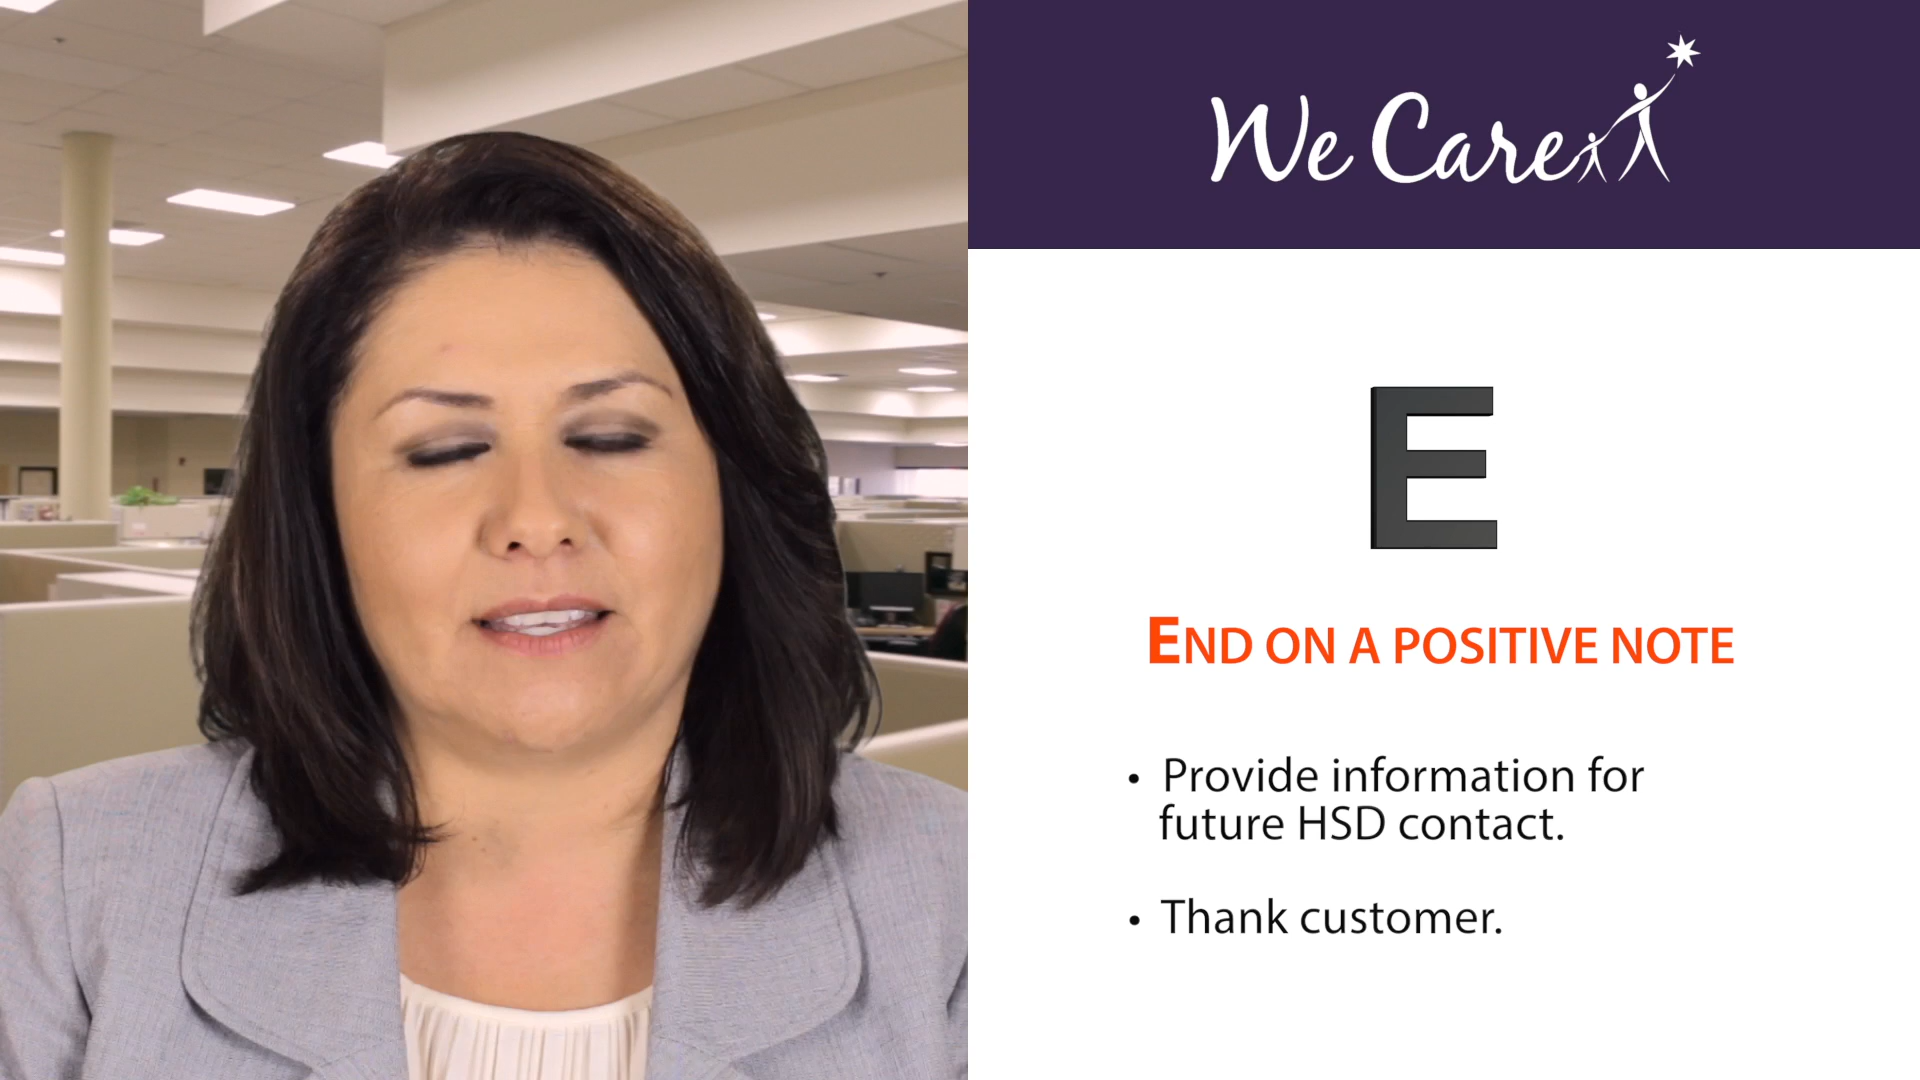 We Care
E
END ON A POSITIVE NOTE
• Provide information for
future HSD contact.
• Thank customer.